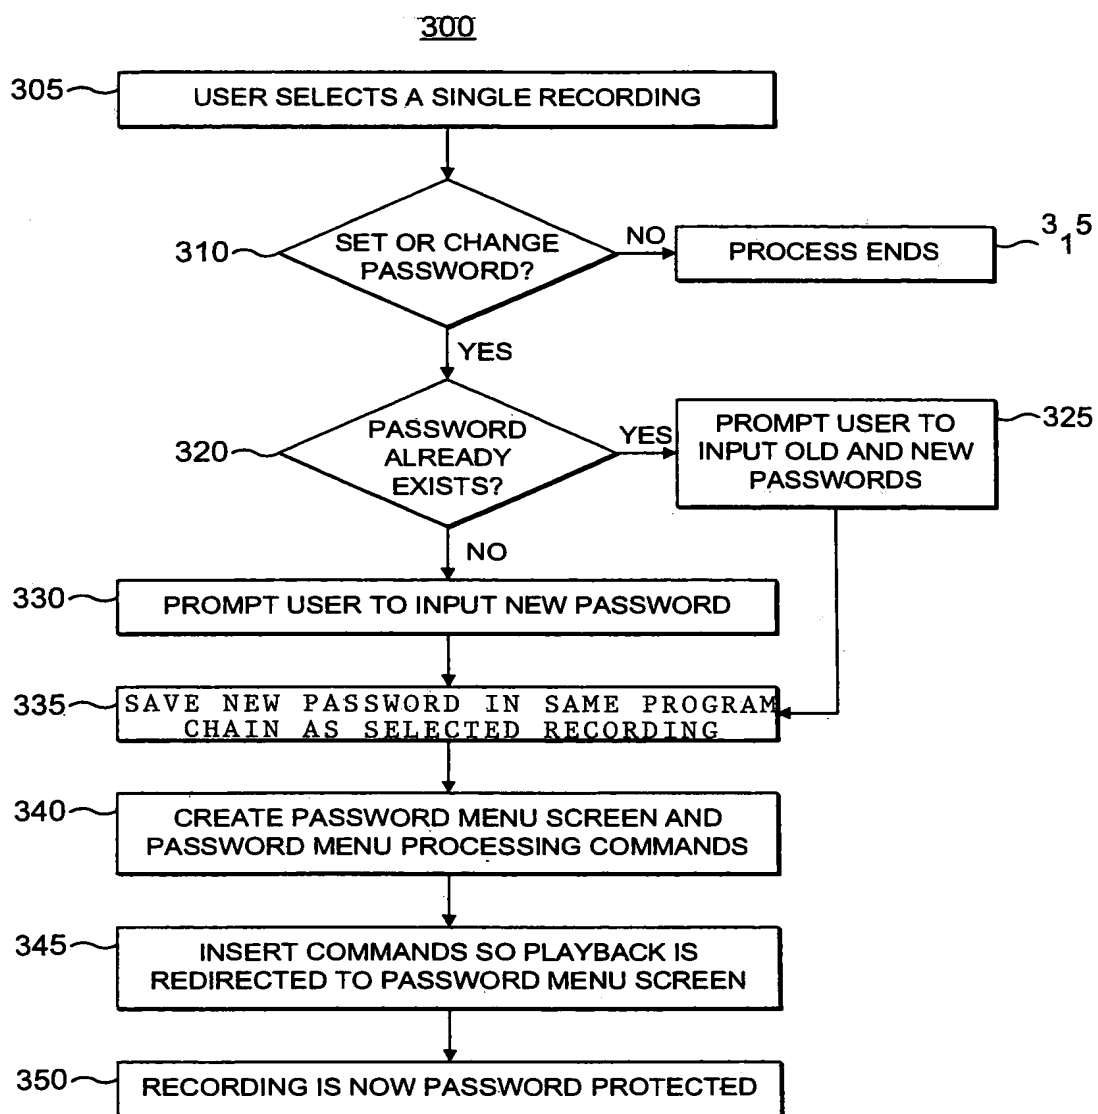 300
305
USER SELECTS A SINGLE RECORDING
310
SET OR CHANGE
PASSWORD?
NO
PROCESS ENDS
315
YES
320
PASSWORD
ALREADY
EXISTS?
YES
PROMPT USER TO
INPUT OLD AND NEW
PASSWORDS
325
NO
330
PROMPT USER TO INPUT NEW PASSWORD
335
SAVE NEW PASSWORD IN SAME PROGRAM
CHAIN AS SELECTED RECORDING
340
CREATE PASSWORD MENU SCREEN AND
PASSWORD MENU PROCESSING COMMANDS
345
INSERT COMMANDS SO PLAYBACK IS
REDIRECTED TO PASSWORD MENU SCREEN
350
RECORDING IS NOW PASSWORD PROTECTED